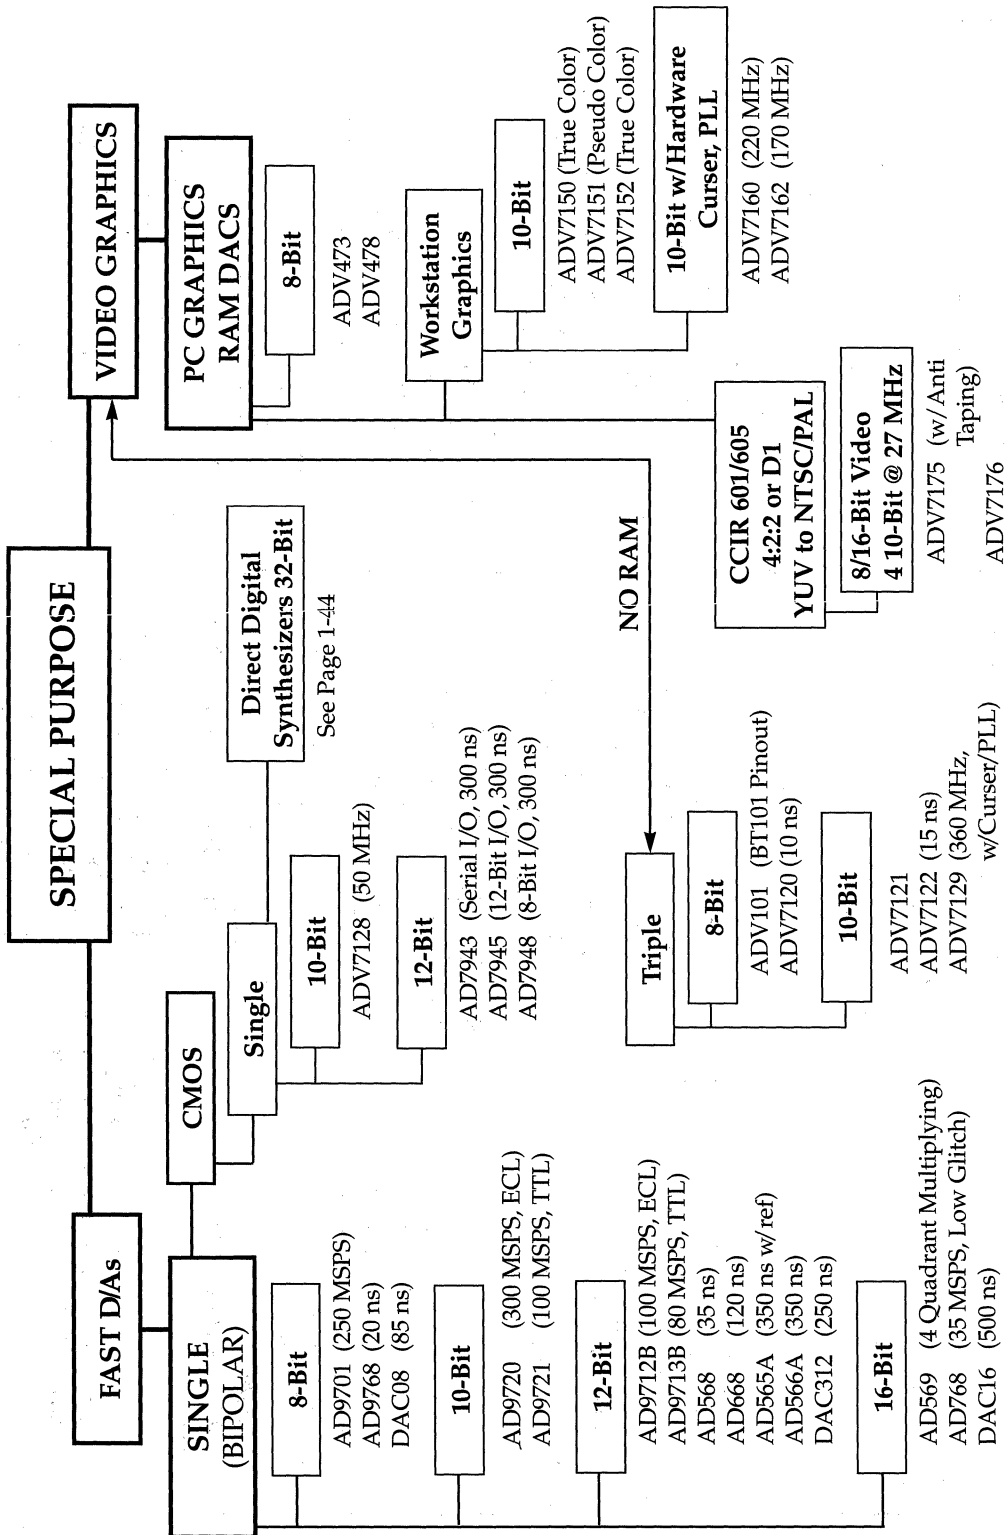 SPECIAL PURPOSE
FAST D/As
SINGLE
(BIPOLAR)
8-Bit
AD9701 (250 MSPS)
AD9768 (20 ns)
DAC08 (85 ns)
10-Bit
AD9720 (300 MSPS, ECL)
AD9721 (100 MSPS, TTL)
12-Bit
AD9712B (100 MSPS, ECL)
AD9713B (80 MSPS, TTL)
AD568 (35 ns)
AD668 (120 ns)
AD565A (350 ns w/ref)
AD566A (350 ns)
DAC312 (250 ns)
16-Bit
AD569 (4 Quadrant Multiplying)
AD768 (35 MSPS, Low Glitch)
DAC16 (500 ns)
CMOS
Single
10-Bit
ADV7128 (50 MHz)
12-Bit
AD7943 (Serial I/O, 300 ns)
AD7945 (12-Bit I/O, 300 ns)
AD7948 (8-Bit I/O, 300 ns)
Direct Digital
Synthesizers 32-Bit
See Page 1-44
Triple
8-Bit
ADV101 (BT101 Pinout)
ADV7120 (10 ns)
10-Bit
ADV7121
ADV7122 (15 ns)
ADV7129 (360 MHz,
w/Curser/PLL)
NO RAM
VIDEO GRAPHICS
PC GRAPHICS
RAM DACS
8-Bit
ADV473
ADV478
Workstation
Graphics
10-Bit
ADV7150 (True Color)
ADV7151 (Pseudo Color)
ADV7152 (True Color)
10-Bit w/Hardware
Curser, PLL
ADV7160 (220 MHz)
ADV7162 (170 MHz)
CCIR 601/605
4:2:2 or D1
YUV to NTSC/PAL
8/16-Bit Video
4 10-Bit @ 27 MHz
ADV7175 (w/Anti
Taping)
ADV7176